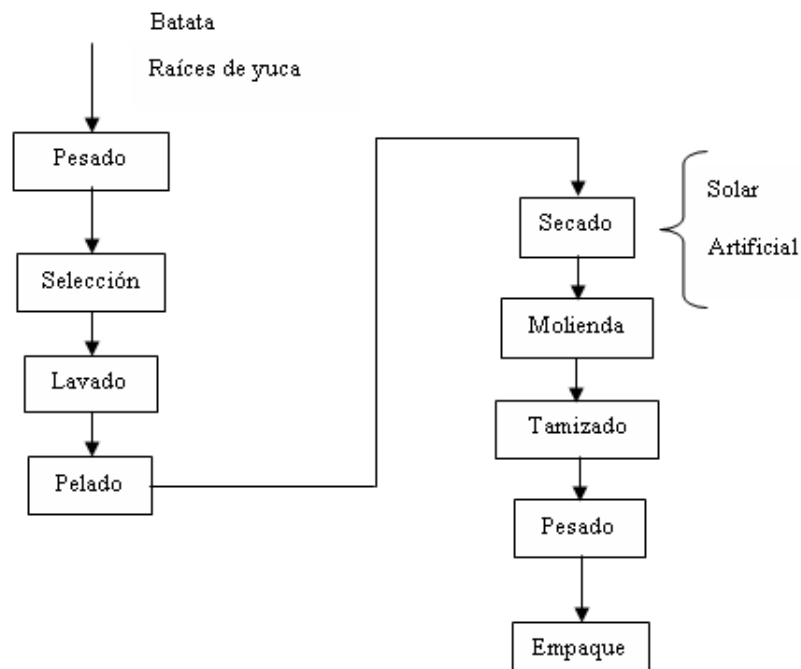 Batata
Raíces de yuca
Pesado
Selección
Lavado
Pelado
Secado
Solar
Artificial
Molienda
Tamizado
Pesado
Empaque